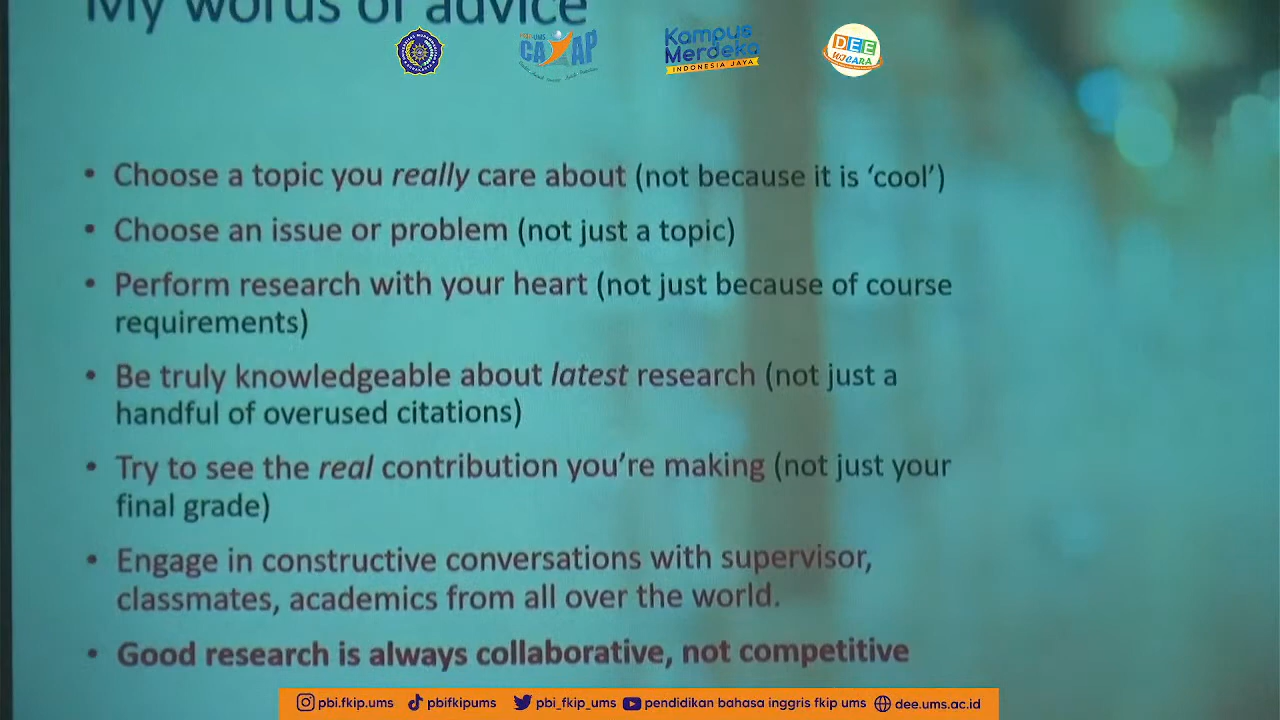 My words of advice
CAKAP
Kampus
Merdeka
INDONESIA JAYA
DEE
WICARA
• Choose a topic you really care about (not because it is ‘cool’)
• Choose an issue or problem (not just a topic)
• Perform research with your heart (not just because of course
requirements)
• Be truly knowledgeable about latest research (not just a
handful of overused citations)
• Try to see the real contribution you’re making (not just your
final grade)
• Engage in constructive conversations with supervisor,
classmates, academics from all over the world.
• Good research is always collaborative, not competitive
pbi.fkip.ums pbifkipums pbi_fkip_ums pendidikan bahasa inggris fkip ums dee.ums.ac.id